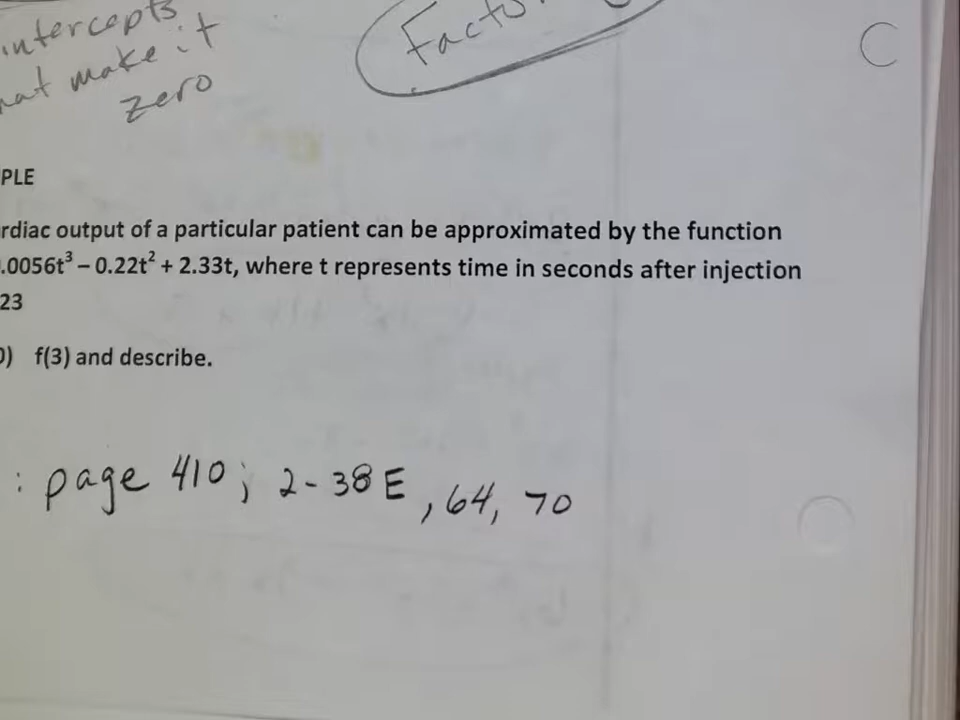 intercepts
hat make it
zero
Facto
PLE
rdiac output of a particular patient can be approximated by the function
.0056t³ – 0.22t² + 2.33t, where t represents time in seconds after injection
23
) f(3) and describe.
: page 410; 2-38 E, 64, 70